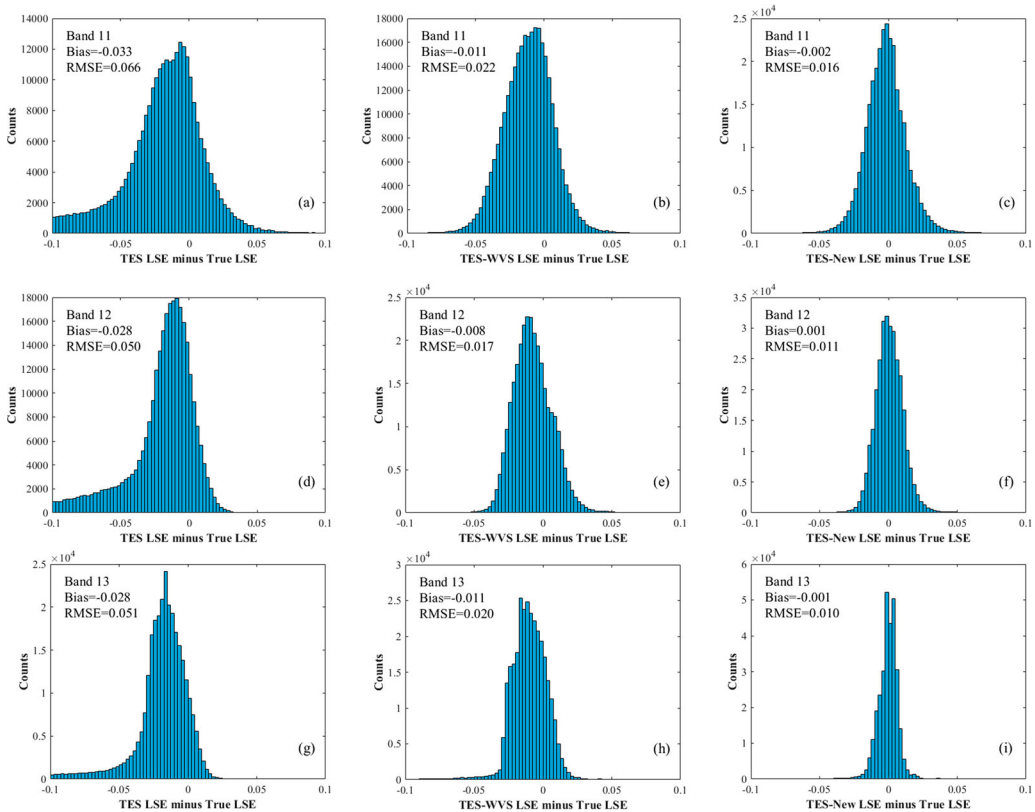 14000
12000
10000
8000
6000
4000
2000
0
Counts
Band 11
Bias=-0.033
RMSE=0.066
(a)
-0.1 -0.05 0 0.05 0.1
TES LSE minus True LSE
18000
16000
14000
12000
10000
8000
6000
4000
2000
0
Counts
Band 11
Bias=-0.011
RMSE=0.022
(b)
-0.1 -0.05 0 0.05 0.1
TES-WVS LSE minus True LSE
×10⁴
2.5
2
1.5
1
0.5
0
Counts
Band 11
Bias=-0.002
RMSE=0.016
(c)
-0.1 -0.05 0 0.05 0.1
TES-New LSE minus True LSE
18000
16000
14000
12000
10000
8000
6000
4000
2000
0
Counts
Band 12
Bias=-0.028
RMSE=0.050
(d)
-0.1 -0.05 0 0.05 0.1
TES LSE minus True LSE
×10⁴
2.5
2
1.5
1
0.5
0
Counts
Band 12
Bias=-0.008
RMSE=0.017
(e)
-0.1 -0.05 0 0.05 0.1
TES-WVS LSE minus True LSE
×10⁴
3.5
3
2.5
2
1.5
1
0.5
0
Counts
Band 12
Bias=0.001
RMSE=0.011
(f)
-0.1 -0.05 0 0.05 0.1
TES-New LSE minus True LSE
×10⁴
2.5
2
1.5
1
0.5
0
Counts
Band 13
Bias=-0.028
RMSE=0.051
(g)
-0.1 -0.05 0 0.05 0.1
TES LSE minus True LSE
×10⁴
3
2.5
2
1.5
1
0.5
0
Counts
Band 13
Bias=-0.011
RMSE=0.020
(h)
-0.1 -0.05 0 0.05 0.1
TES-WVS LSE minus True LSE
×10⁴
6
5
4
3
2
1
0
Counts
Band 13
Bias=-0.001
RMSE=0.010
(i)
-0.1 -0.05 0 0.05 0.1
TES-New LSE minus True LSE